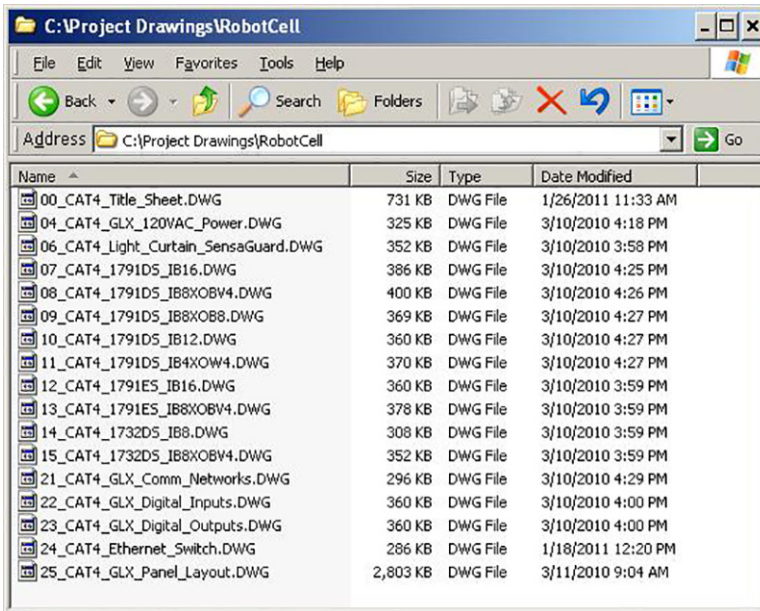 C:\Project Drawings\RobotCell
File Edit View Favorites Tools Help
Back Search Folders
Address C:\Project Drawings\RobotCell Go
Name Size Type Date Modified
00_CAT4_Title_Sheet.DWG 731 KB DWG File 1/26/2011 11:33 AM
04_CAT4_GLX_120VAC_Power.DWG 325 KB DWG File 3/10/2010 4:18 PM
06_CAT4_Light_Curtain_SensaGuard.DWG 352 KB DWG File 3/10/2010 3:58 PM
07_CAT4_1791DS_IB16.DWG 386 KB DWG File 3/10/2010 4:25 PM
08_CAT4_1791DS_IB8XOBV4.DWG 400 KB DWG File 3/10/2010 4:26 PM
09_CAT4_1791DS_IB8XOB8.DWG 369 KB DWG File 3/10/2010 4:27 PM
10_CAT4_1791DS_IB12.DWG 360 KB DWG File 3/10/2010 4:27 PM
11_CAT4_1791DS_IB4XOW4.DWG 370 KB DWG File 3/10/2010 4:27 PM
12_CAT4_1791ES_IB16.DWG 360 KB DWG File 3/10/2010 3:59 PM
13_CAT4_1791ES_IB8XOBV4.DWG 378 KB DWG File 3/10/2010 3:59 PM
14_CAT4_1732DS_IB8.DWG 308 KB DWG File 3/10/2010 3:59 PM
15_CAT4_1732DS_IB8XOBV4.DWG 352 KB DWG File 3/10/2010 3:59 PM
21_CAT4_GLX_Comm_Networks.DWG 296 KB DWG File 3/10/2010 4:29 PM
22_CAT4_GLX_Digital_Inputs.DWG 360 KB DWG File 3/10/2010 4:00 PM
23_CAT4_GLX_Digital_Outputs.DWG 360 KB DWG File 3/10/2010 4:00 PM
24_CAT4_Ethernet_Switch.DWG 286 KB DWG File 1/18/2011 12:20 PM
25_CAT4_GLX_Panel_Layout.DWG 2,803 KB DWG File 3/11/2010 9:04 AM